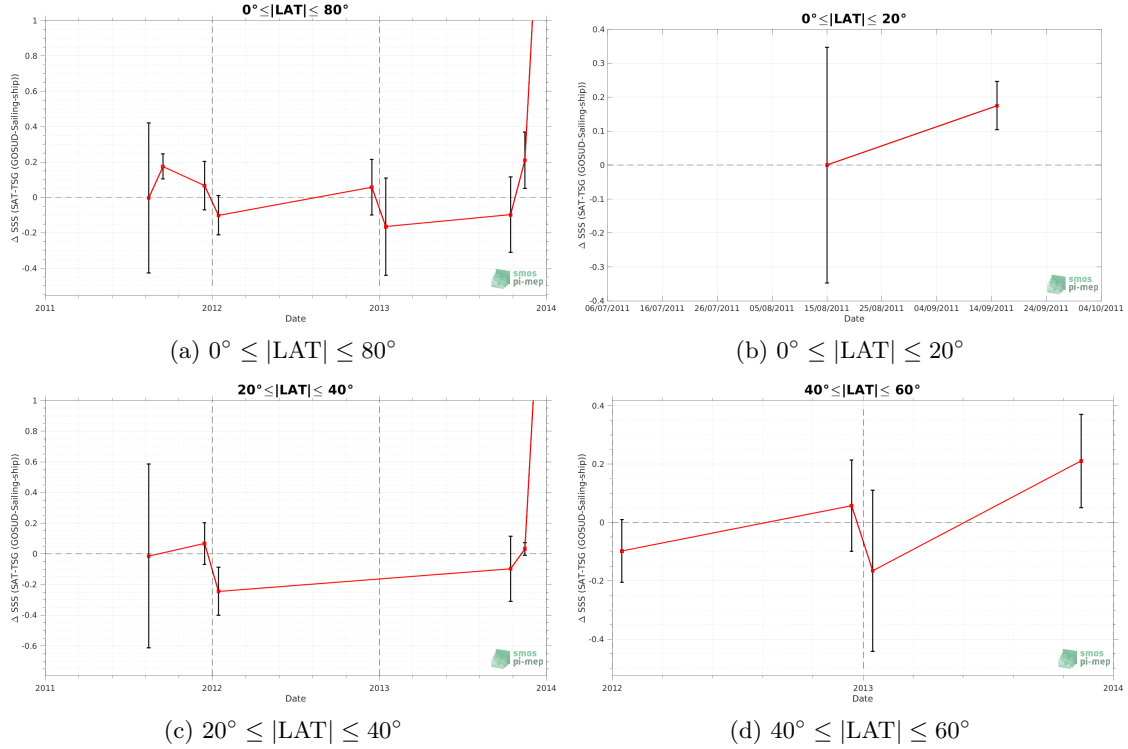 0°≤|LAT|≤ 80°
1
0.8
0.6
0.4
0.2
0
-0.2
-0.4
Δ SSS (SAT-TSG (GOSUD-Sailing-ship))
2011
2012
2013
2014
Date
smos
pi-mep
(a) 0° ≤ |LAT| ≤ 80°
0°≤|LAT|≤ 20°
0.4
0.3
0.2
0.1
0
-0.1
-0.2
-0.3
-0.4
Δ SSS (SAT-TSG (GOSUD-Sailing-ship))
06/07/2011
16/07/2011
26/07/2011
05/08/2011
15/08/2011
25/08/2011
04/09/2011
14/09/2011
24/09/2011
04/10/2011
Date
smos
pi-mep
(b) 0° ≤ |LAT| ≤ 20°
20°≤|LAT|≤ 40°
1
0.8
0.6
0.4
0.2
0
-0.2
-0.4
-0.6
Δ SSS (SAT-TSG (GOSUD-Sailing-ship))
2011
2012
2013
2014
Date
smos
pi-mep
(c) 20° ≤ |LAT| ≤ 40°
40°≤|LAT|≤ 60°
0.4
0.2
0
-0.2
-0.4
Δ SSS (SAT-TSG (GOSUD-Sailing-ship))
2012
2013
2014
Date
smos
pi-mep
(d) 40° ≤ |LAT| ≤ 60°